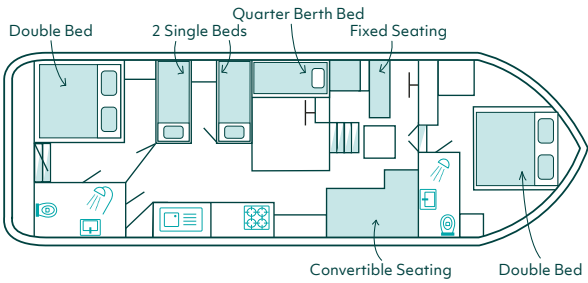 Quarter Berth Bed
Double Bed
2 Single Beds
Fixed Seating
Convertible Seating
Double Bed